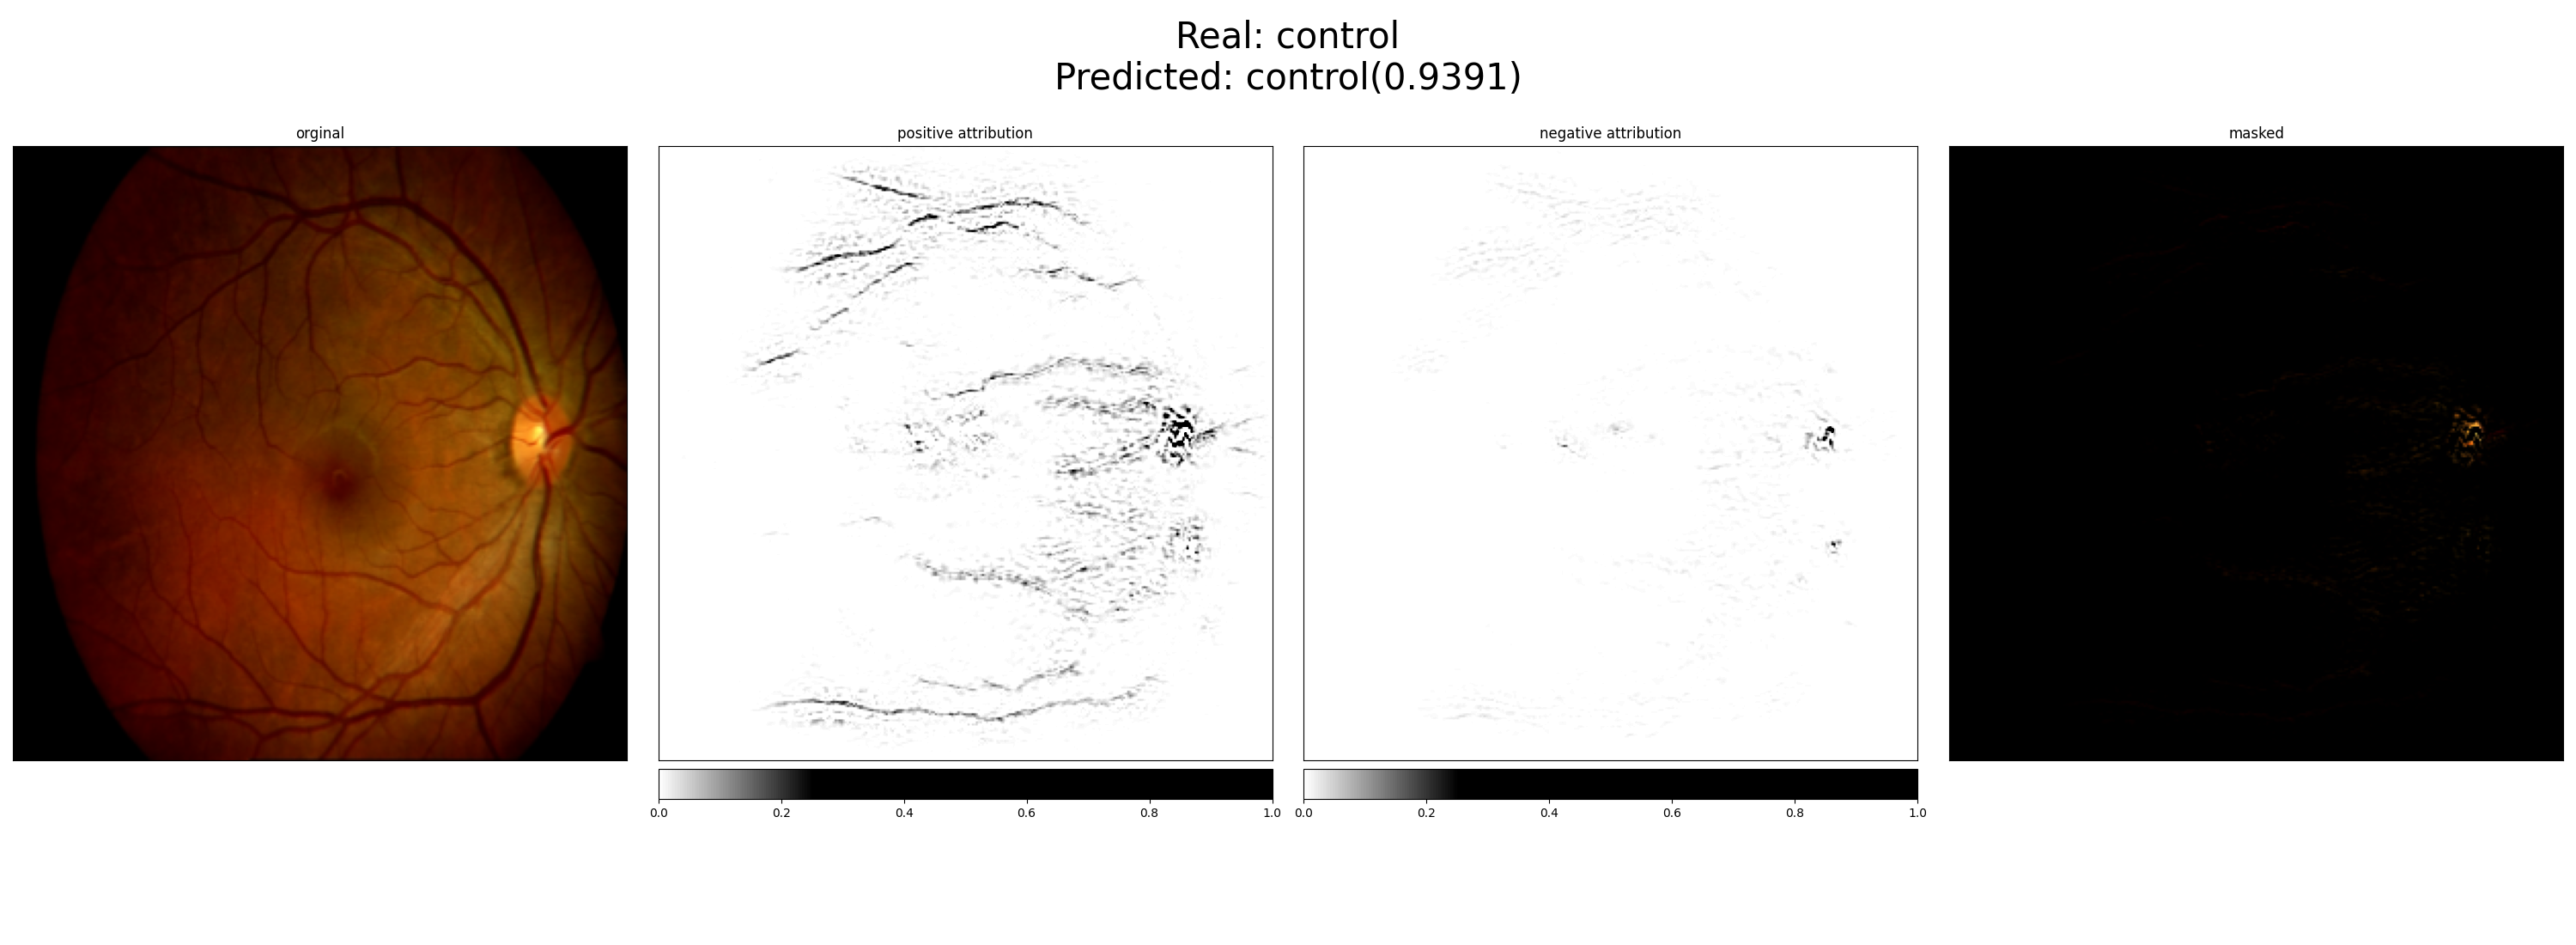 Real: control
Predicted: control(0.9391)
orginal
positive attribution
negative attribution
masked
0.0 0.2 0.4 0.6 0.8 1.0
0.0 0.2 0.4 0.6 0.8 1.0